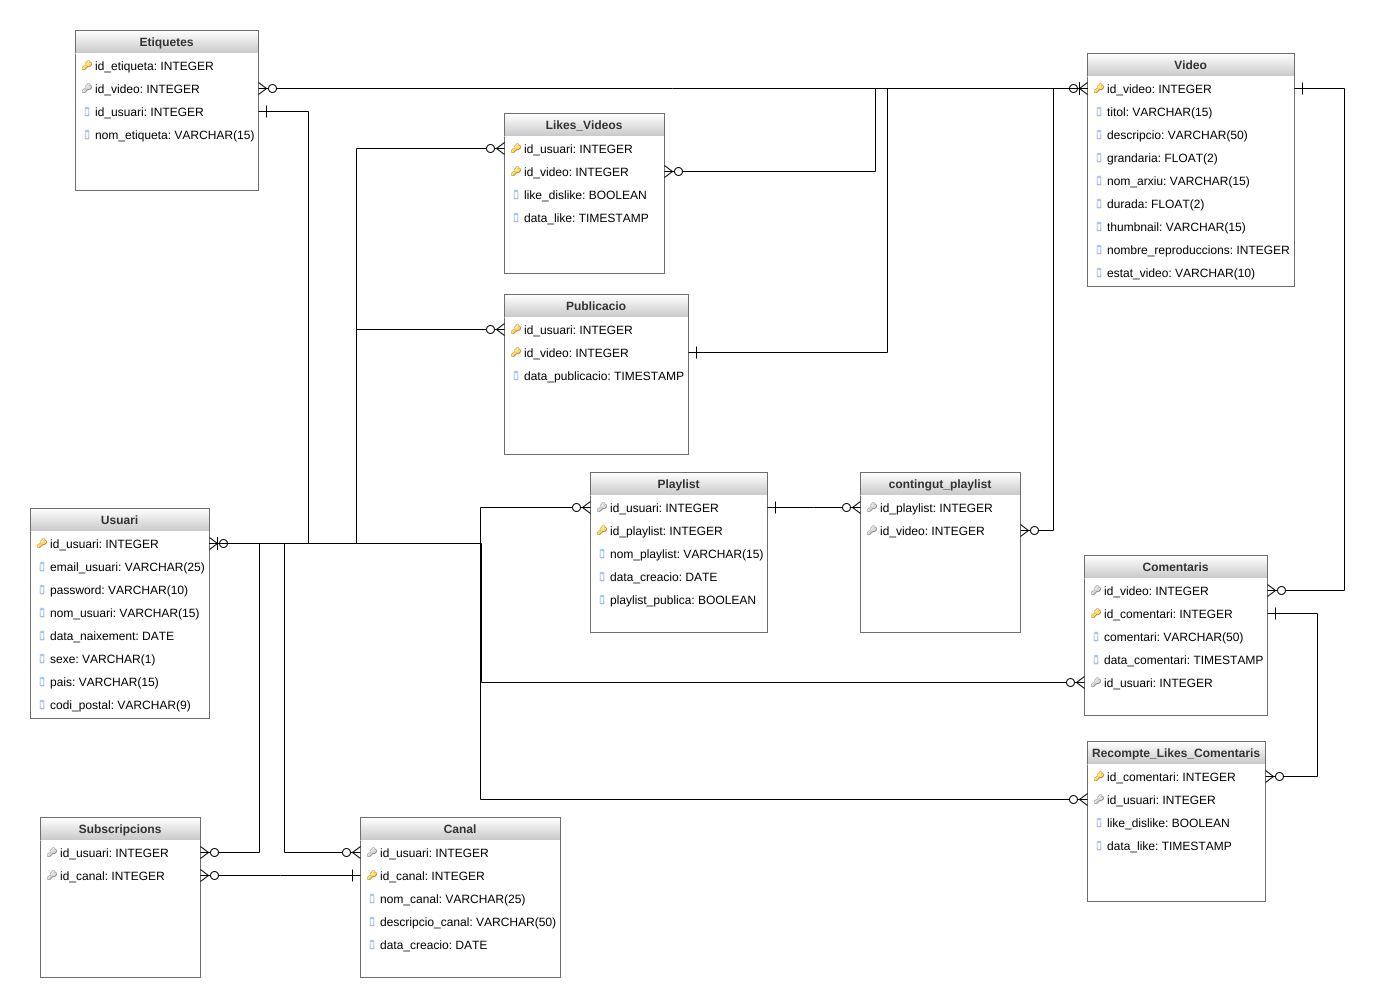 Etiquetes
id_etiqueta: INTEGER
id_video: INTEGER
id_usuari: INTEGER
nom_etiqueta: VARCHAR(15)
Video
id_video: INTEGER
titol: VARCHAR(15)
descripcio: VARCHAR(50)
grandaria: FLOAT(2)
nom_arxiu: VARCHAR(15)
durada: FLOAT(2)
thumbnail: VARCHAR(15)
nombre_reproduccions: INTEGER
estat_video: VARCHAR(10)
Likes_Videos
id_usuari: INTEGER
id_video: INTEGER
like_dislike: BOOLEAN
data_like: TIMESTAMP
Publicacio
id_usuari: INTEGER
id_video: INTEGER
data_publicacio: TIMESTAMP
Playlist
id_usuari: INTEGER
id_playlist: INTEGER
nom_playlist: VARCHAR(15)
data_creacio: DATE
playlist_publica: BOOLEAN
contingut_playlist
id_playlist: INTEGER
id_video: INTEGER
Usuari
id_usuari: INTEGER
email_usuari: VARCHAR(25)
password: VARCHAR(10)
nom_usuari: VARCHAR(15)
data_naixement: DATE
sexe: VARCHAR(1)
pais: VARCHAR(15)
codi_postal: VARCHAR(9)
Comentaris
id_video: INTEGER
id_comentari: INTEGER
comentari: VARCHAR(50)
data_comentari: TIMESTAMP
id_usuari: INTEGER
Recompte_Likes_Comentaris
id_comentari: INTEGER
id_usuari: INTEGER
like_dislike: BOOLEAN
data_like: TIMESTAMP
Subscripcions
id_usuari: INTEGER
id_canal: INTEGER
Canal
id_usuari: INTEGER
id_canal: INTEGER
nom_canal: VARCHAR(25)
descripcio_canal: VARCHAR(50)
data_creacio: DATE